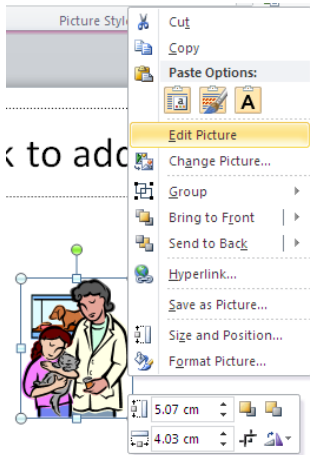 Picture Style
Cut
Copy
Paste Options:
a
A
Edit Picture
k to add
Change Picture...
Group
Bring to Front
Send to Back
Hyperlink...
Save as Picture...
Size and Position...
Format Picture...
5.07 cm
4.03 cm